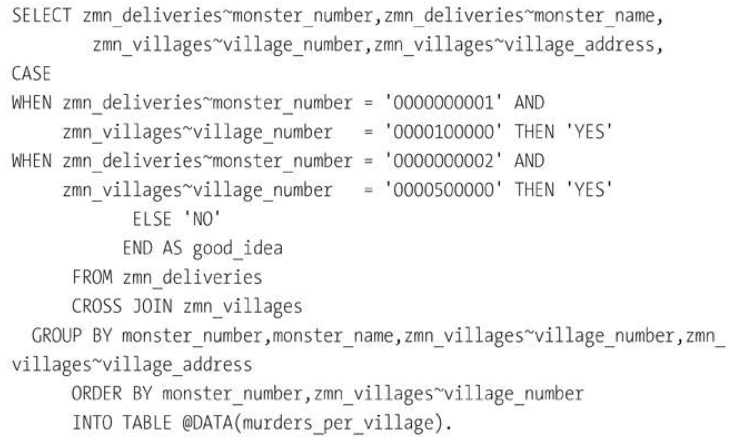 SELECT zmn_deliveries~monster_number,zmn_deliveries~monster_name,
zmn_villages~village_number,zmn_villages~village_address,
CASE
WHEN zmn_deliveries~monster_number = '0000000001' AND
zmn_villages~village_number = '0000100000' THEN 'YES'
WHEN zmn_deliveries~monster_number = '0000000002' AND
zmn_villages~village_number = '0000500000' THEN 'YES'
ELSE 'NO'
END AS good_idea
FROM zmn_deliveries
CROSS JOIN zmn_villages
GROUP BY monster_number,monster_name,zmn_villages~village_number,zmn_
villages~village_address
ORDER BY monster_number,zmn_villages~village_number
INTO TABLE @DATA(murders_per_village).